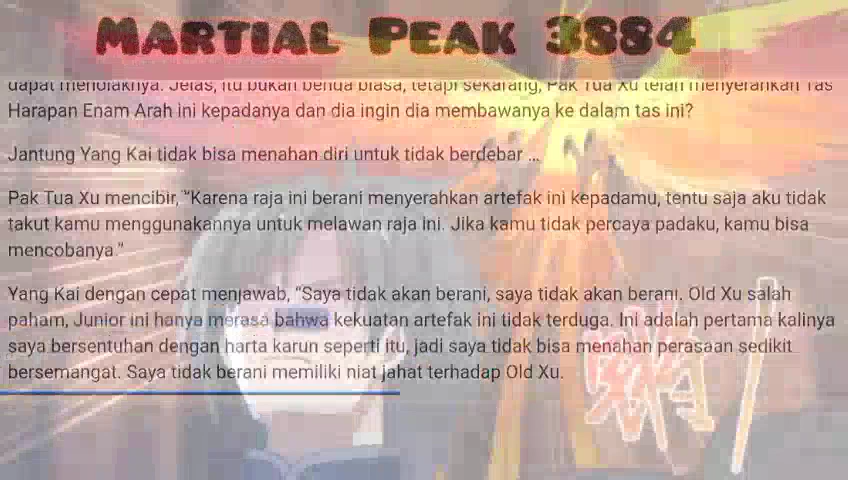 MARTIAL PEAK 3884
dapat menolaknya. Jelas, itu bukan benda biasa, tetapi sekarang, Pak Tua Xu telah menyerahkan Tas
Harapan Enam Arah ini kepadanya dan dia ingin dia membawanya ke dalam tas ini?
Jantung Yang Kai tidak bisa menahan diri untuk tidak berdebar ...
Pak Tua Xu mencibir, “Karena raja ini berani menyerahkan artefak ini kepadamu, tentu saja aku tidak
takut kamu menggunakannya untuk melawan raja ini. Jika kamu tidak percaya padaku, kamu bisa
mencobanya.”
Yang Kai dengan cepat menjawab, “Saya tidak akan berani, saya tidak akan berani. Old Xu salah
paham, Junior ini hanya merasa bahwa kekuatan artefak ini tidak terduga. Ini adalah pertama kalinya
saya bersentuhan dengan harta karun seperti itu, jadi saya tidak bisa menahan perasaan sedikit
bersemangat. Saya tidak berani memiliki niat jahat terhadap Old Xu.